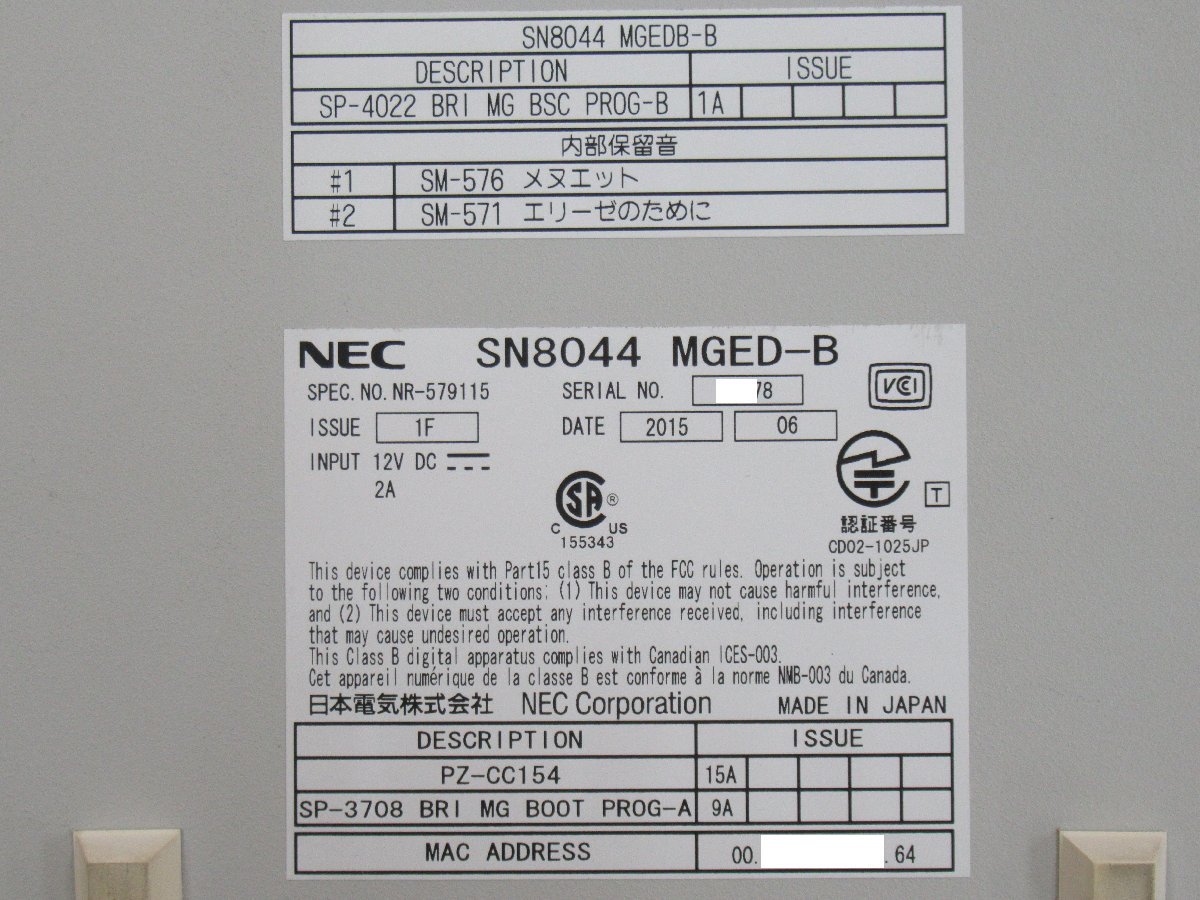 SN8044 MGEDB-B
DESCRIPTION ISSUE
SP-4022 BRI MG BSC PROG-B 1A
内部保留音
#1 SM-576 メヌエット
#2 SM-571 エリーゼのために
NEC SN8044 MGED-B
SPEC. NO. NR-579115 SERIAL NO. 78
VCCI
ISSUE 1F DATE 2015 06
INPUT 12V DC
2A
SA ®
C US
155343
T
認証番号
CD02-1025JP
This device complies with Part15 class B of the FCC rules. Operation is subject
to the following two conditions; (1) This device may not cause harmful interference,
and (2) This device must accept any interference received, including interference
that may cause undesired operation.
This Class B digital apparatus complies with Canadian ICES-003.
Cet appareil numérique de la classe B est conforme à la norme NMB-003 du Canada.
日本電気株式会社 NEC Corporation MADE IN JAPAN
DESCRIPTION ISSUE
PZ-CC154 15A
SP-3708 BRI MG BOOT PROG-A 9A
MAC ADDRESS 00. .64